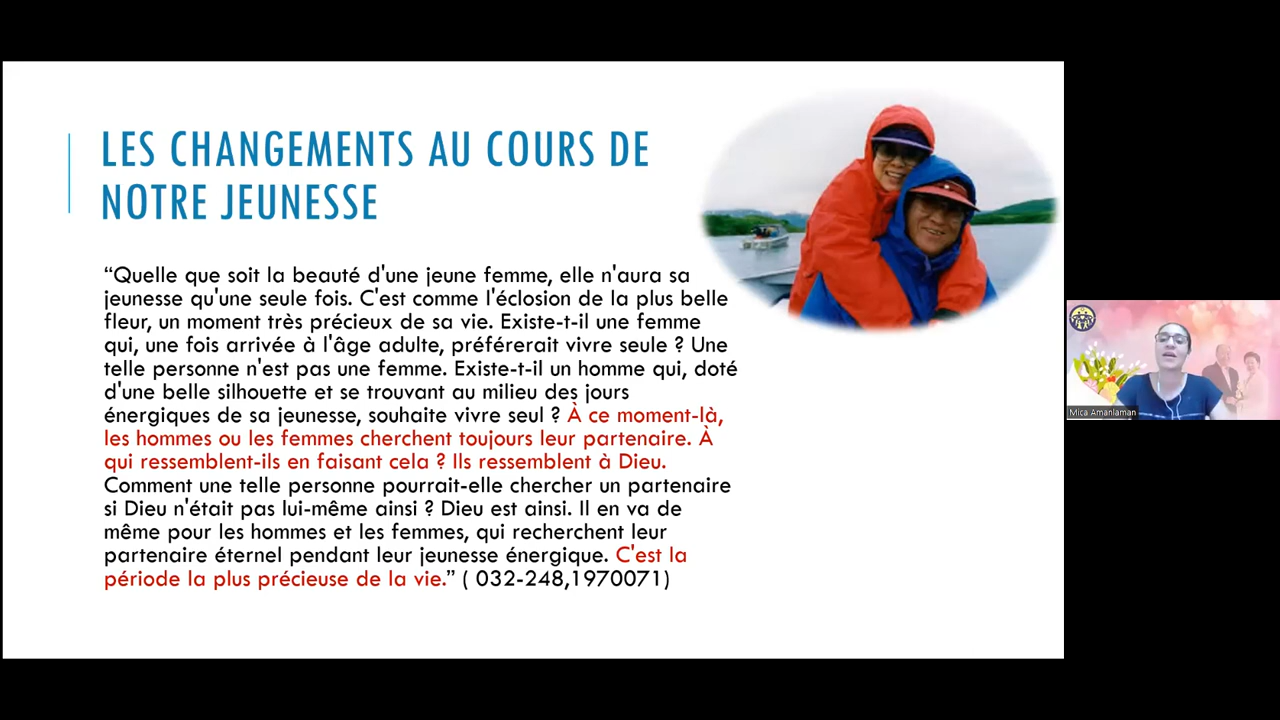 LES CHANGEMENTS AU COURS DE
NOTRE JEUNESSE
“Quelle que soit la beauté d'une jeune femme, elle n'aura sa
jeunesse qu'une seule fois. C'est comme l'éclosion de la plus belle
fleur, un moment très précieux de sa vie. Existe-t-il une femme
qui, une fois arrivée à l'âge adulte, préférerait vivre seule ? Une
telle personne n'est pas une femme. Existe-t-il un homme qui, doté
d'une belle silhouette et se trouvant au milieu des jours
énergiques de sa jeunesse, souhaite vivre seul ? À ce moment-là,
les hommes ou les femmes cherchent toujours leur partenaire. À
qui ressemblent-ils en faisant cela ? Ils ressemblent à Dieu.
Comment une telle personne pourrait-elle chercher un partenaire
si Dieu n'était pas lui-même ainsi ? Dieu est ainsi. Il en va de
même pour les hommes et les femmes, qui recherchent leur
partenaire éternel pendant leur jeunesse énergique. C'est la
période la plus précieuse de la vie.” ( 032-248,1970071)
Mica Amanlaman